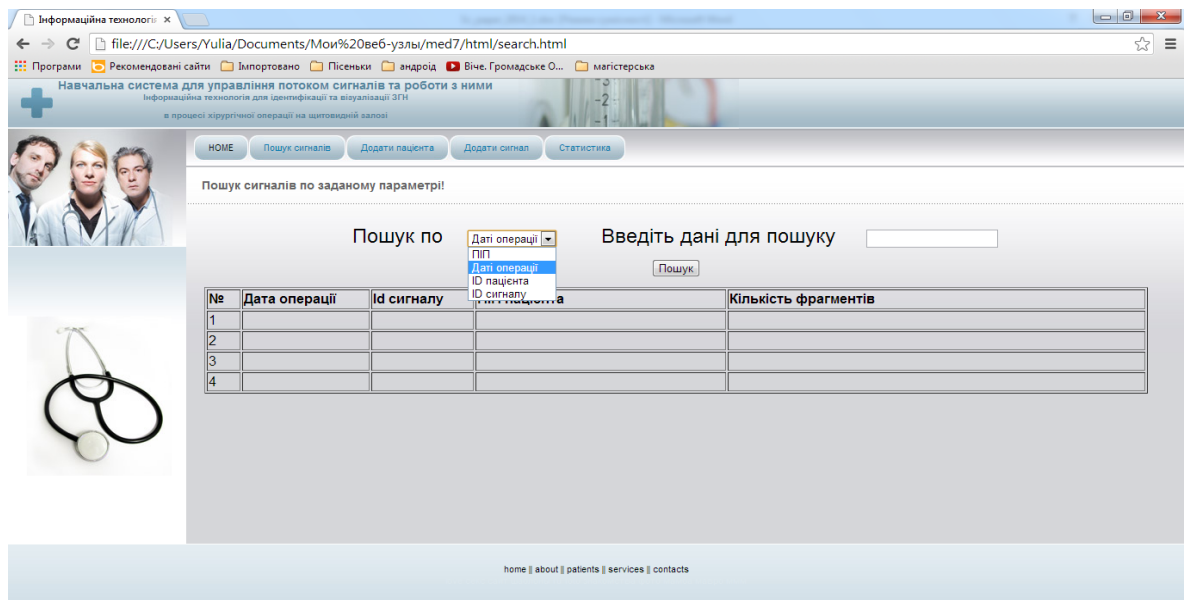 Інформаційна технологія
file:///C:/Users/Yulia/Documents/Мои%20веб-узлы/med7/html/search.html
Програми Рекомендовані сайти Імпортовано Пісеньки андроід Віче. Громадське О... магістерська
Навчальна система для управління потоком сигналів та роботи з ними
Інформаційна технологія для ідентифікації та візуалізації ЗГН
в процесі хірургічної операції на щитовидній залозі
-2
-1
HOME Пошук сигналів Додати пацієнта Додати сигнал Статистика
Пошук сигналів по заданому параметрі!
Пошук по Даті операції Введіть дані для пошуку
ПІП
Даті операції
ID пацієнта
ID сигналу
Пошук
№ Дата операції Id сигналу ПІП пацієнта Кількість фрагментів
1
2
3
4
home || about || patients || services || contacts